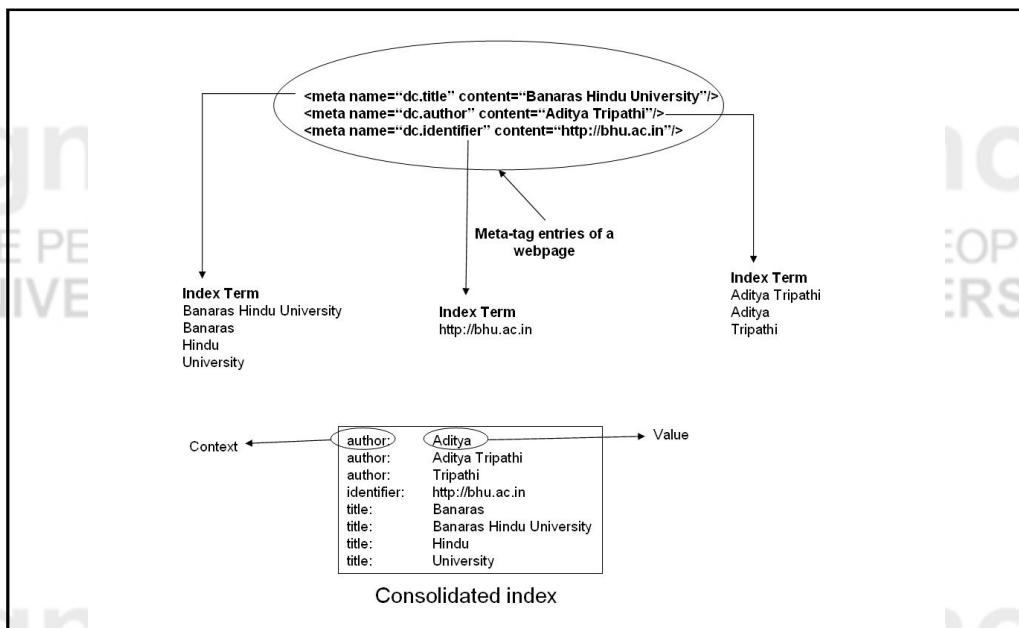 <meta name=“dc.title” content=“Banaras Hindu University”/>
<meta name=“dc.author” content=“Aditya Tripathi”/>
<meta name=“dc.identifier” content=“http://bhu.ac.in”/>
Meta-tag entries of a
webpage
Index Term
Banaras Hindu University
Banaras
Hindu
University
Index Term
http://bhu.ac.in
Index Term
Aditya Tripathi
Aditya
Tripathi
Context
Value
author: Aditya
author: Aditya Tripathi
author: Tripathi
identifier: http://bhu.ac.in
title: Banaras
title: Banaras Hindu University
title: Hindu
title: University
Consolidated index